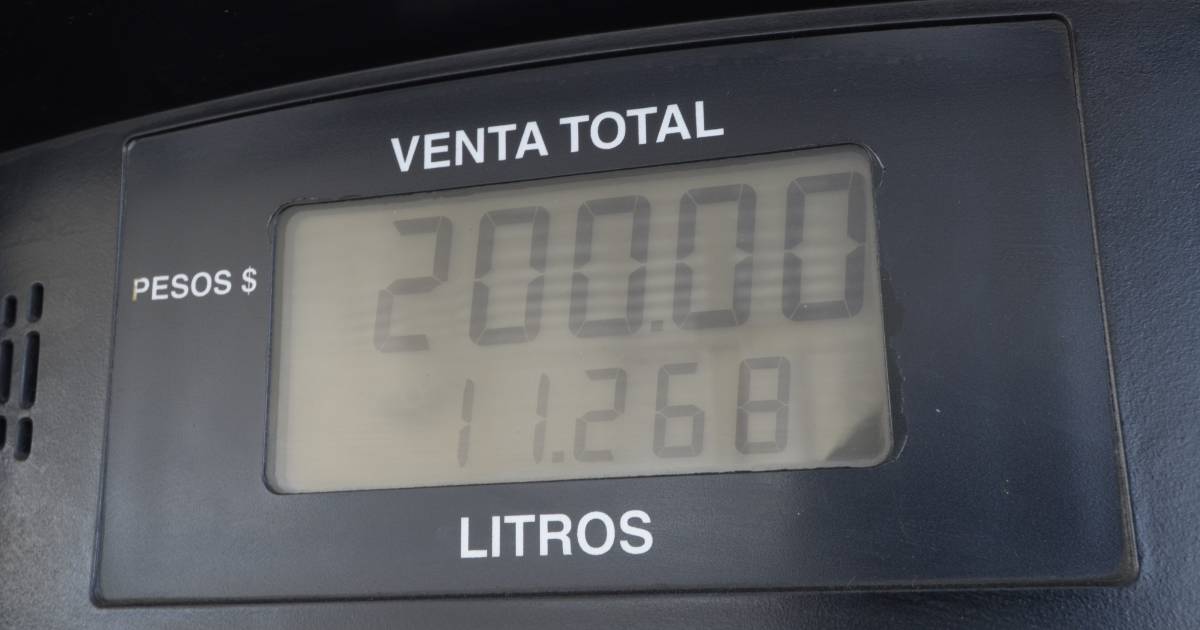 VENTA TOTAL
PESOS $ 200.00
11.268
LITROS